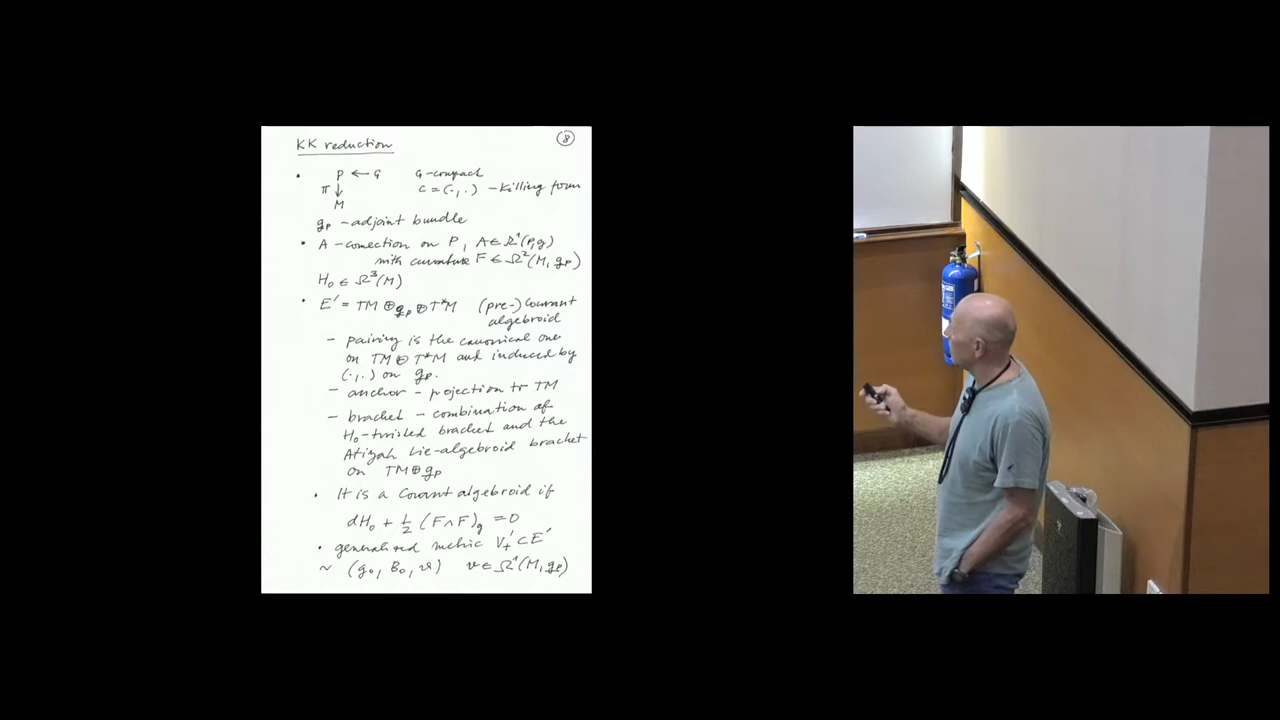 KK reduction
8
• P ← G   G-compact
π ↓   c = (·,·) - Killing form
M
g_P - adjoint bundle
• A - connection on P, A ∈ Ω¹(P,g)
with curvature F ∈ Ω²(M, g_P)
H₀ ∈ Ω³(M)
• E' = TM ⊕ g_P ⊕ T*M   (pre-) Courant
algebroid
- pairing is the canonical one
on TM ⊕ T*M and induced by
(·,·) on g_P.
- anchor - projection to TM
- bracket - combination of
H₀-twisted bracket and the
Atiyah Lie-algebroid bracket
on TM ⊕ g_P
• It is a Courant algebroid if
dH₀ + ½ (F ∧ F)_g = 0
• generalized metric V₊' ⊂ E'
~ (g₀, B₀, ϑ)   ϑ ∈ Ω¹(M, g_P)